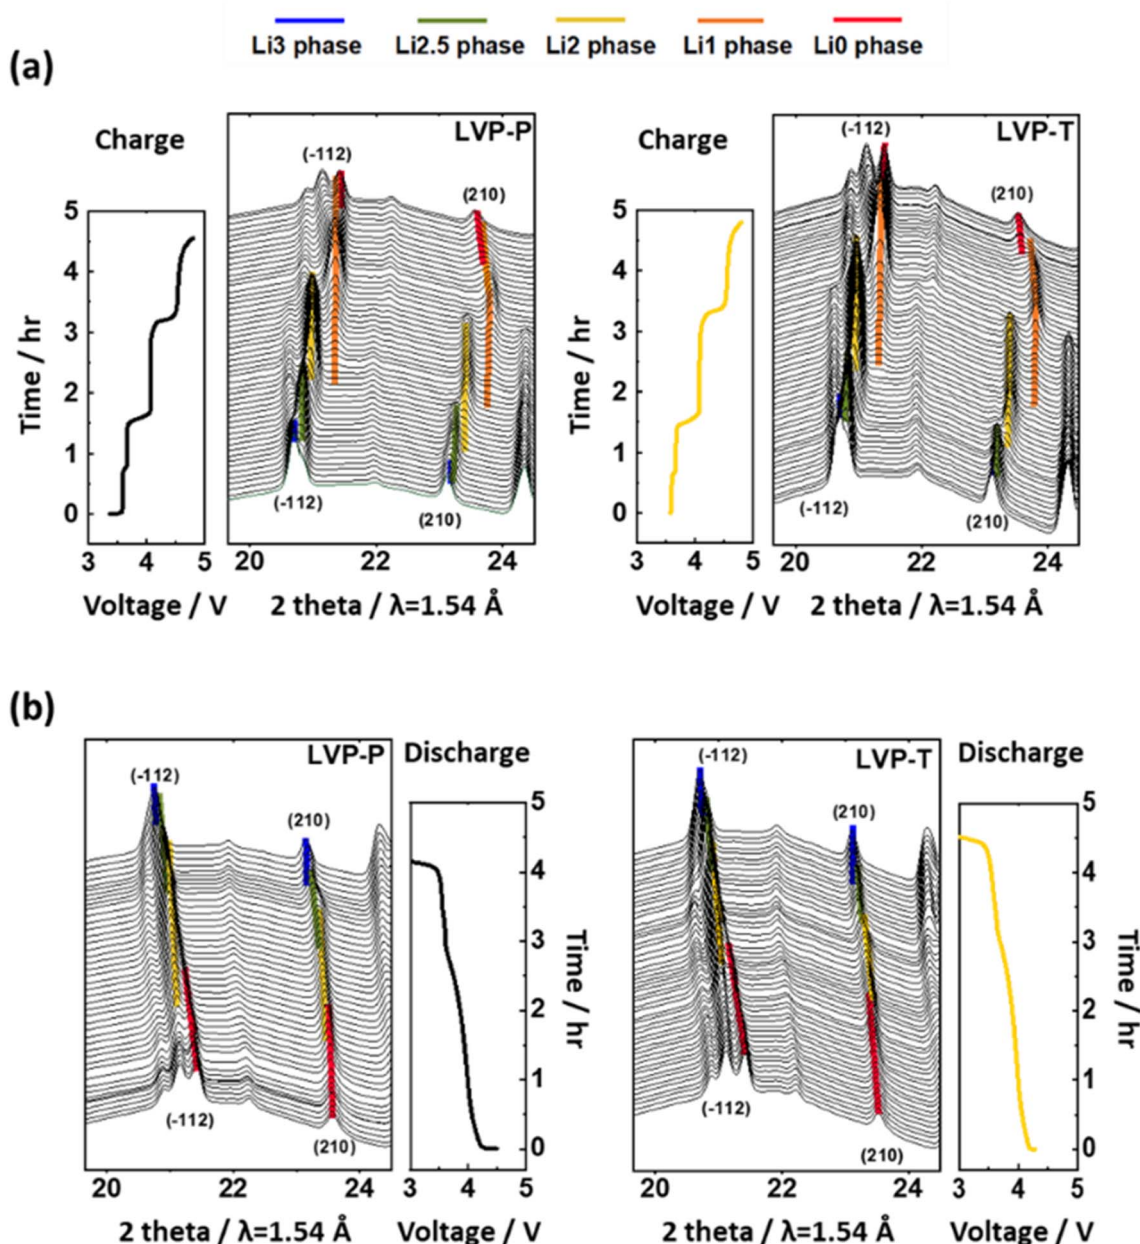 Li3 phase Li2.5 phase Li2 phase Li1 phase Li0 phase
(a)
Charge
LVP-P
(-112)
(210)
5
4
3
2
1
0
Time / hr
(-112)
(210)
3 4 5
20 22 24
Voltage / V
2 theta / λ=1.54 Å
Charge
LVP-T
(-112)
(210)
5
4
3
2
1
0
Time / hr
(-112)
(210)
3 4 5
20 22 24
Voltage / V
2 theta / λ=1.54 Å
(b)
LVP-P
Discharge
(-112)
(210)
5
4
3
2
1
0
Time / hr
(-112)
(210)
20 22 24
3 4 5
2 theta / λ=1.54 Å
Voltage / V
LVP-T
Discharge
(-112)
(210)
5
4
3
2
1
0
Time / hr
(-112)
(210)
20 22 24
3 4 5
2 theta / λ=1.54 Å
Voltage / V